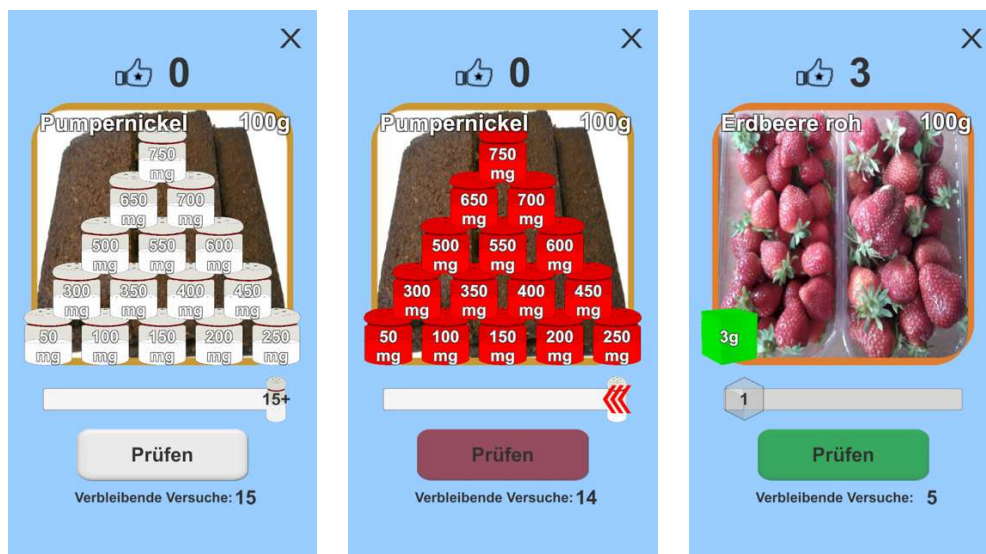 X
0
Pumpernickel 100g
750
mg
650 700
mg mg
500 550 600
mg mg mg
300 350 400 450
mg mg mg mg
50 100 150 200 250
mg mg mg mg mg
15+
Prüfen
Verbleibende Versuche: 15
X
0
Pumpernickel 100g
750
mg
650 700
mg mg
500 550 600
mg mg mg
300 350 400 450
mg mg mg mg
50 100 150 200 250
mg mg mg mg mg
Prüfen
Verbleibende Versuche: 14
X
3
Erdbeere roh 100g
3g
1
Prüfen
Verbleibende Versuche: 5